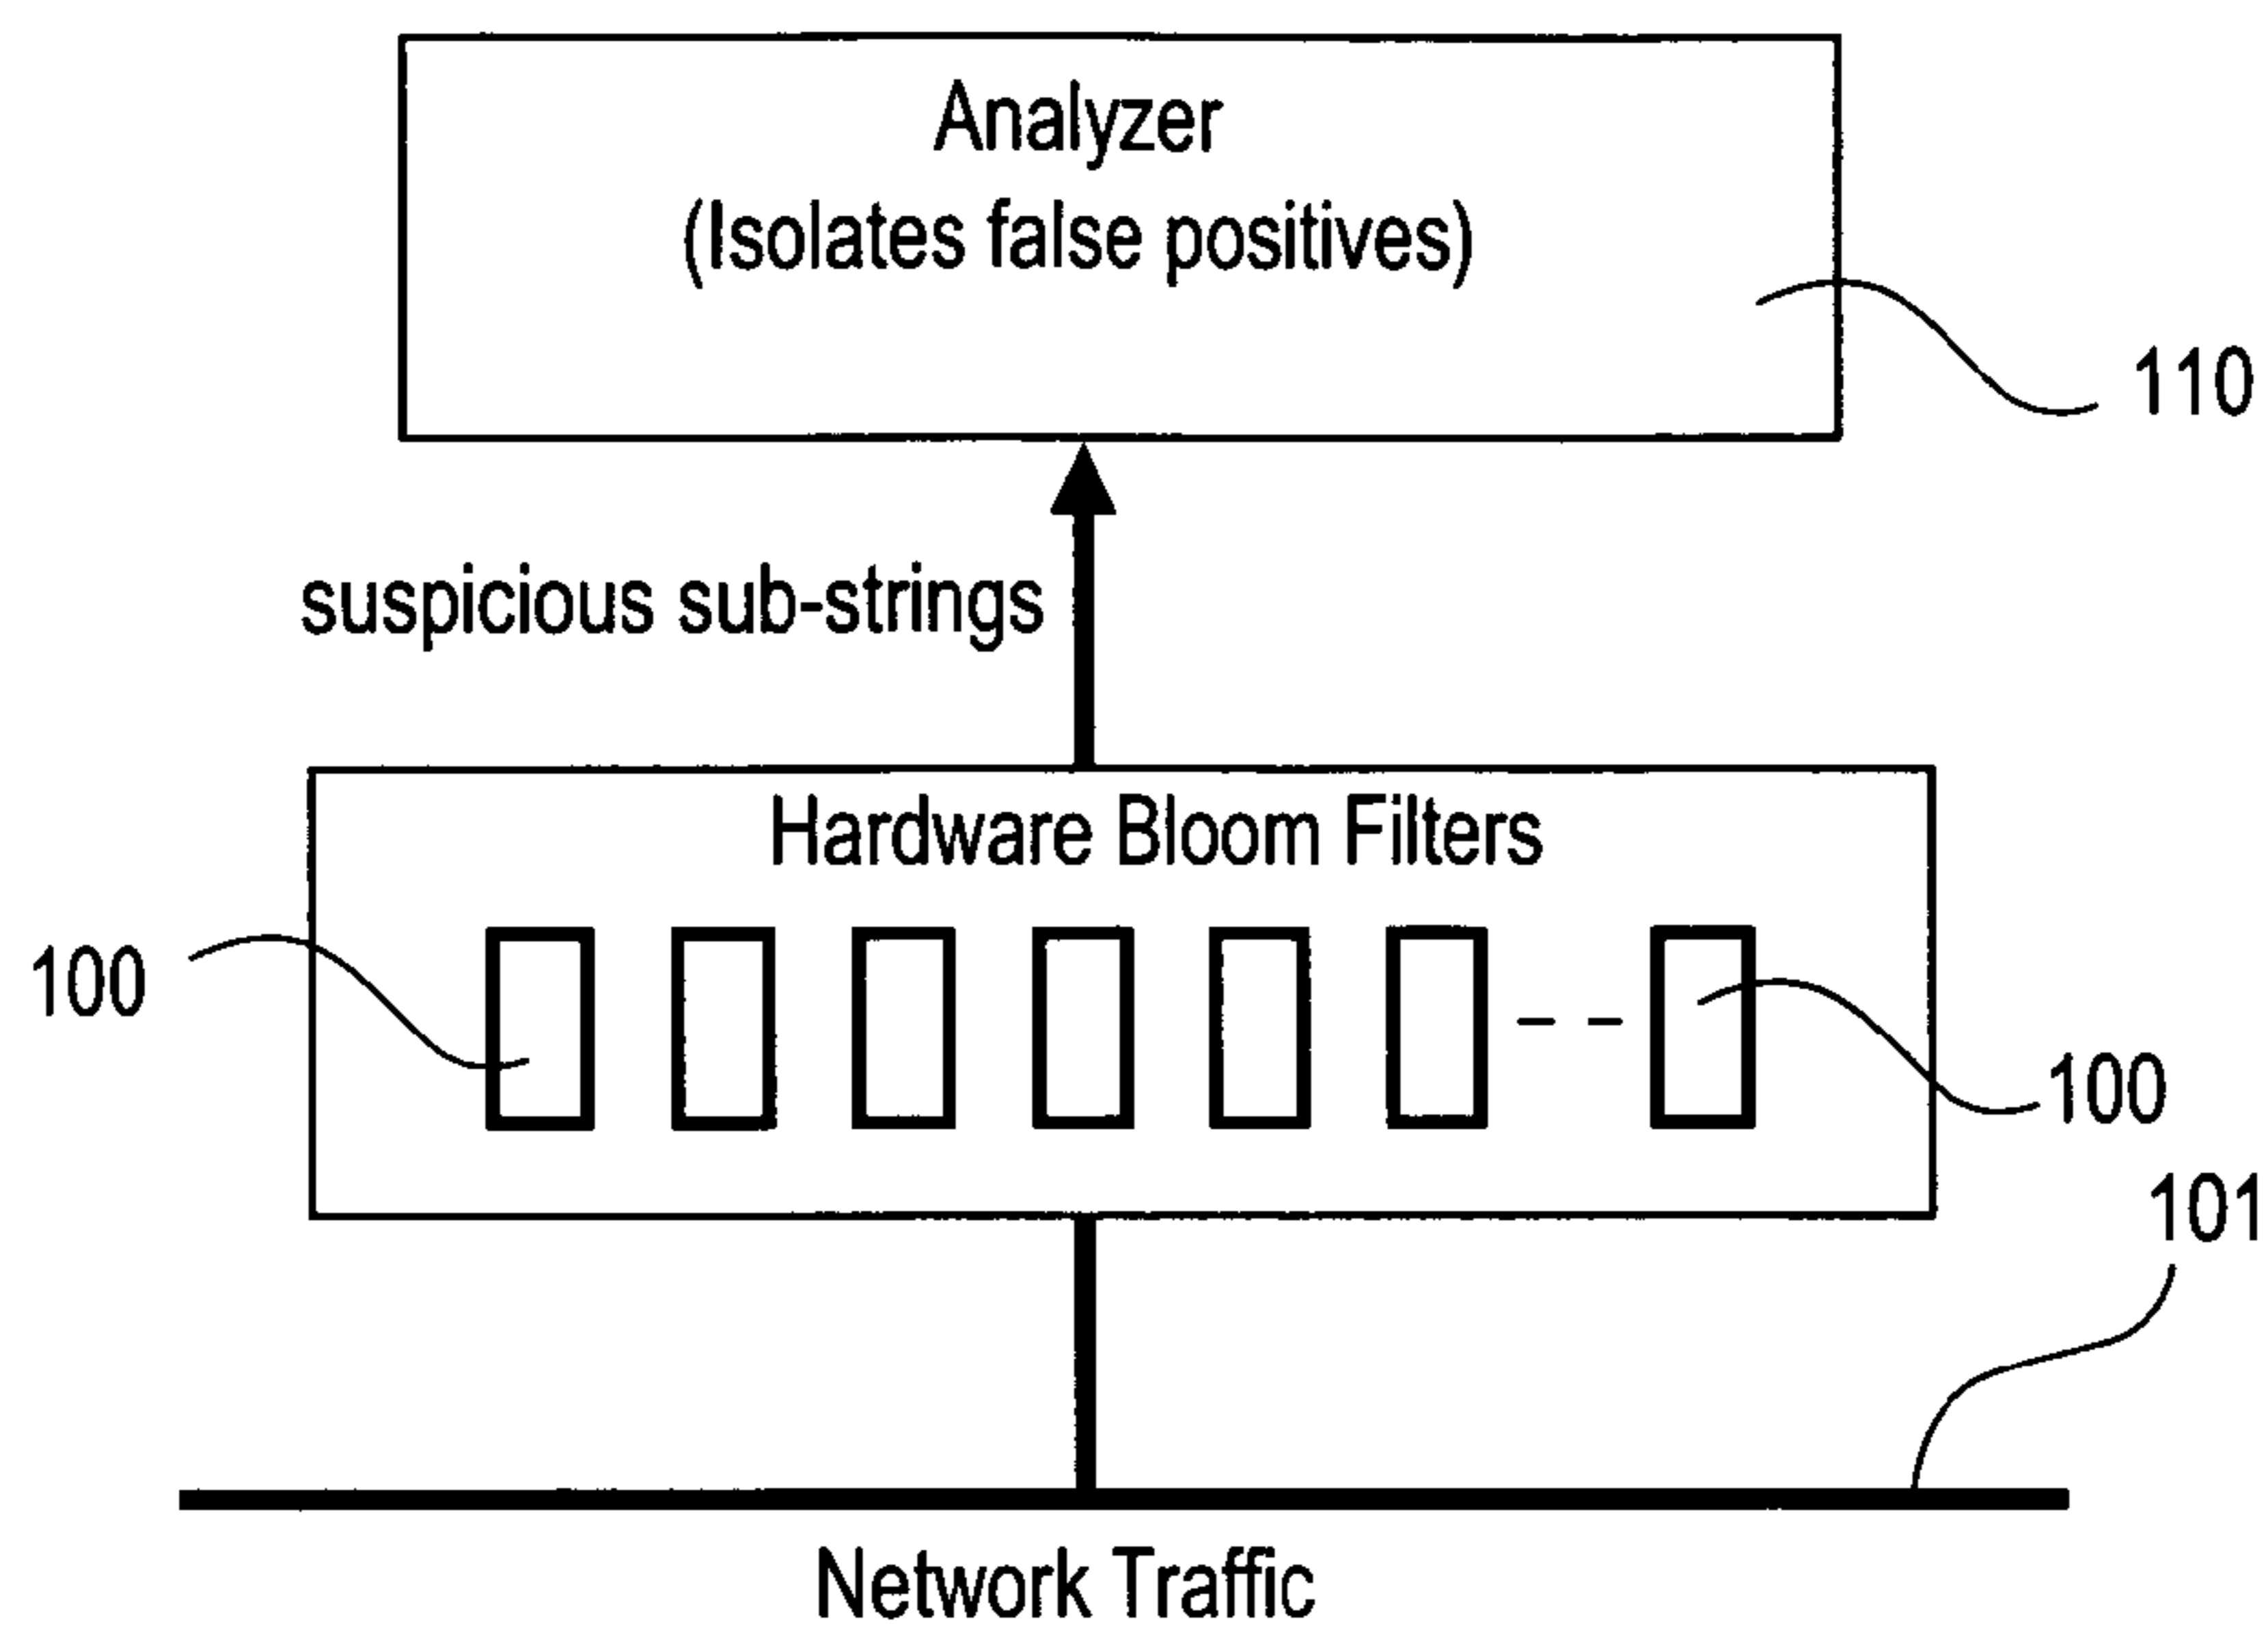 Analyzer
(Isolates false positives)
110
suspicious sub-strings
Hardware Bloom Filters
100
100
101
Network Traffic